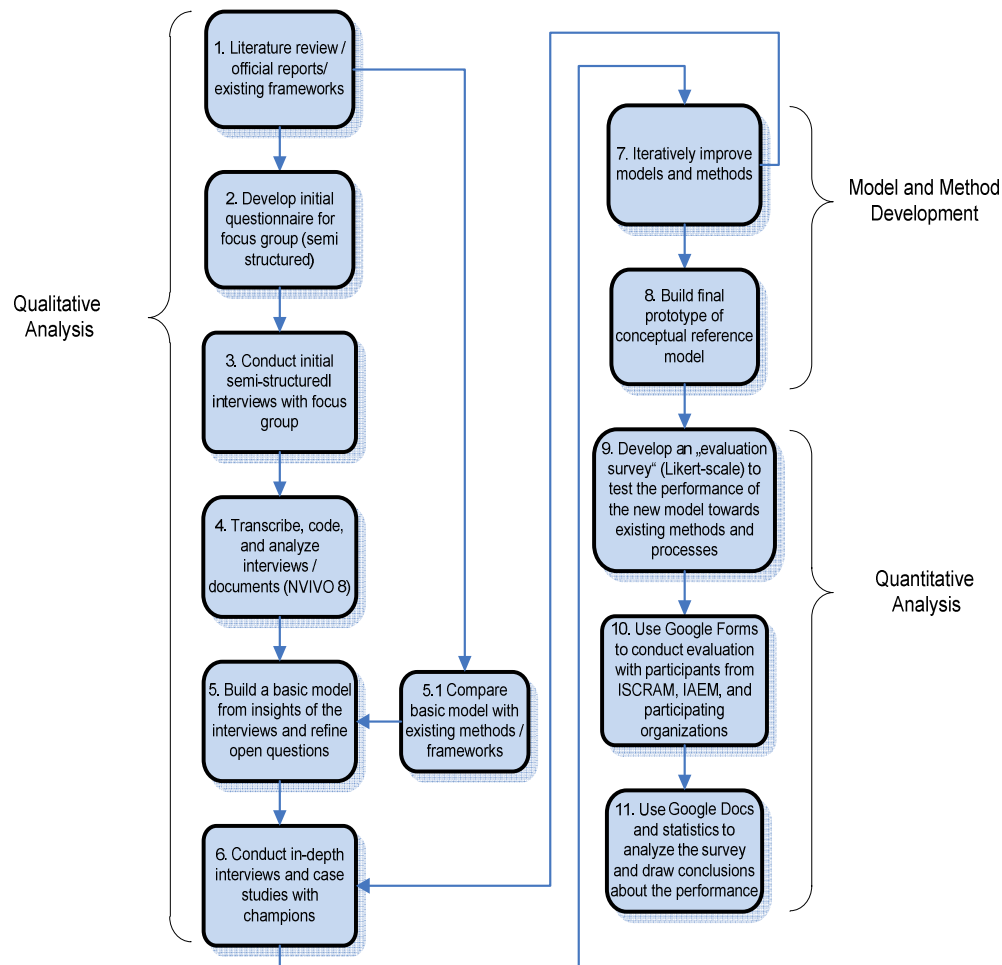 Qualitative
Analysis
1. Literature review /
official reports/
existing frameworks
2. Develop initial
questionnaire for
focus group (semi
structured)
3. Conduct initial
semi-structuredl
interviews with focus
group
4. Transcribe, code,
and analyze
interviews /
documents (NVIVO 8)
5. Build a basic model
from insights of the
interviews and refine
open questions
5.1 Compare
basic model with
existing methods /
frameworks
6. Conduct in-depth
interviews and case
studies with
champions
7. Iteratively improve
models and methods
8. Build final
prototype of
conceptual reference
model
Model and Method
Development
9. Develop an „evaluation
survey“ (Likert-scale) to
test the performance of
the new model towards
existing methods and
processes
10. Use Google Forms
to conduct evaluation
with participants from
ISCRAM, IAEM, and
participating
organizations
11. Use Google Docs
and statistics to
analyze the survey
and draw conclusions
about the performance
Quantitative
Analysis